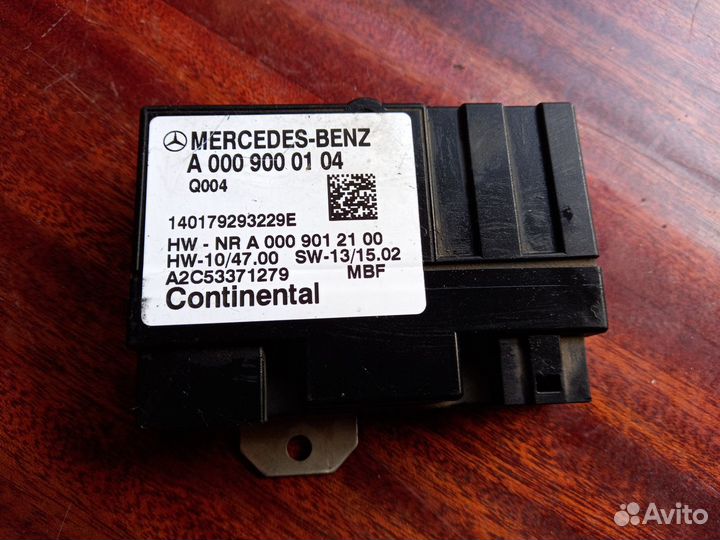 MERCEDES-BENZ
A 000 900 01 04
Q004
140179293229E
HW - NR A 000 901 21 00
HW-10/47.00 SW-13/15.02
A2C53371279 MBF
Continental
Avito